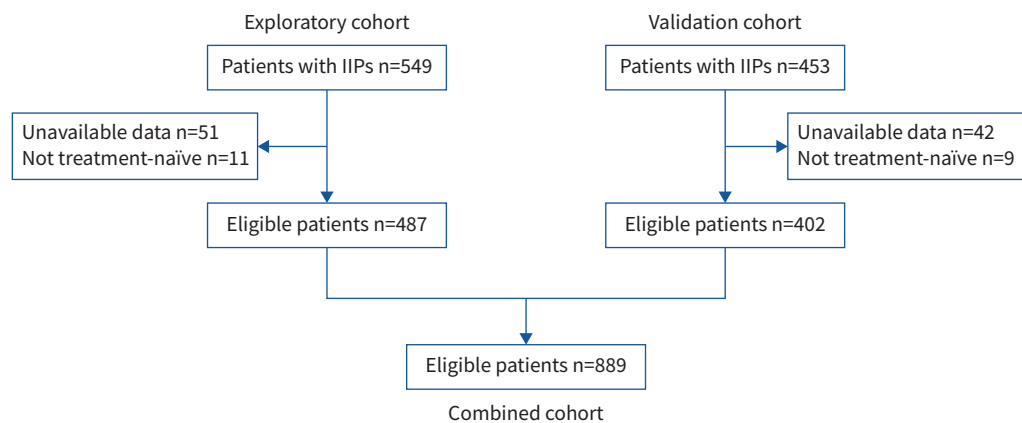 Exploratory cohort
Patients with IIPs n=549
Unavailable data n=51
Not treatment-naïve n=11
Eligible patients n=487
Validation cohort
Patients with IIPs n=453
Unavailable data n=42
Not treatment-naïve n=9
Eligible patients n=402
Eligible patients n=889
Combined cohort